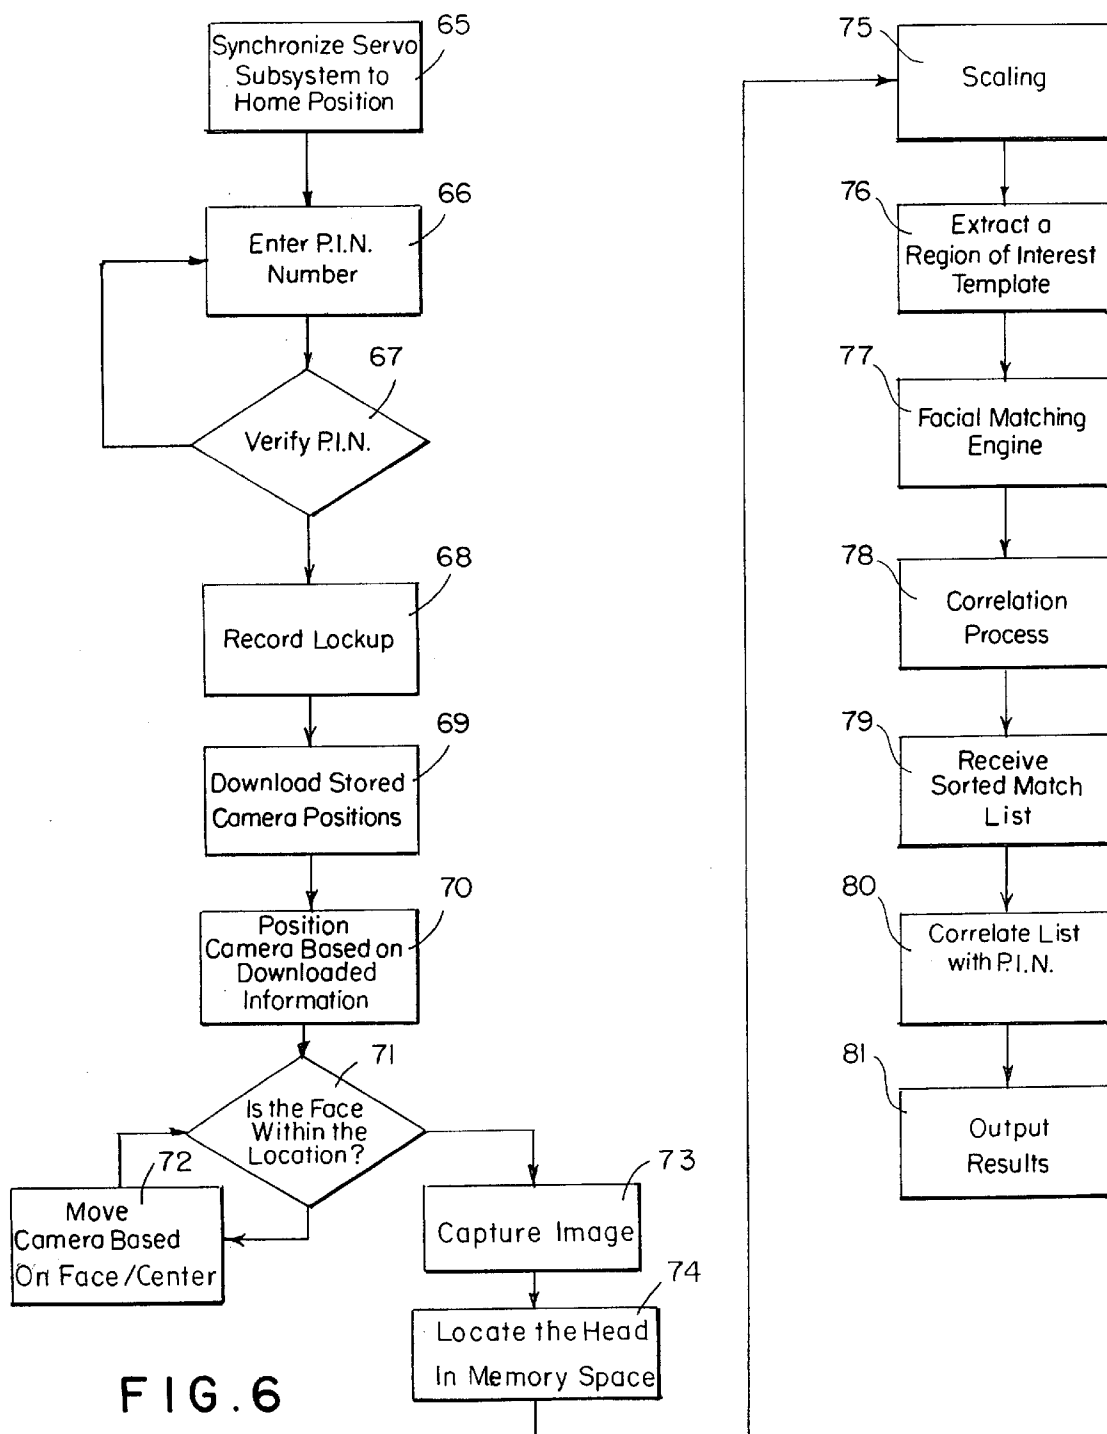 65
Synchronize Servo
Subsystem to
Home Position
66
Enter P.I.N.
Number
67
Verify P.I.N.
68
Record Lockup
69
Download Stored
Camera Positions
70
Position
Camera Based on
Downloaded
Information
71
Is the Face
Within the
Location?
72
Move
Camera Based
On Face/Center
73
Capture Image
74
Locate the Head
In Memory Space
75
Scaling
76
Extract a
Region of Interest
Template
77
Facial Matching
Engine
78
Correlation
Process
79
Receive
Sorted Match
List
80
Correlate List
with P.I.N.
81
Output
Results
FIG.6